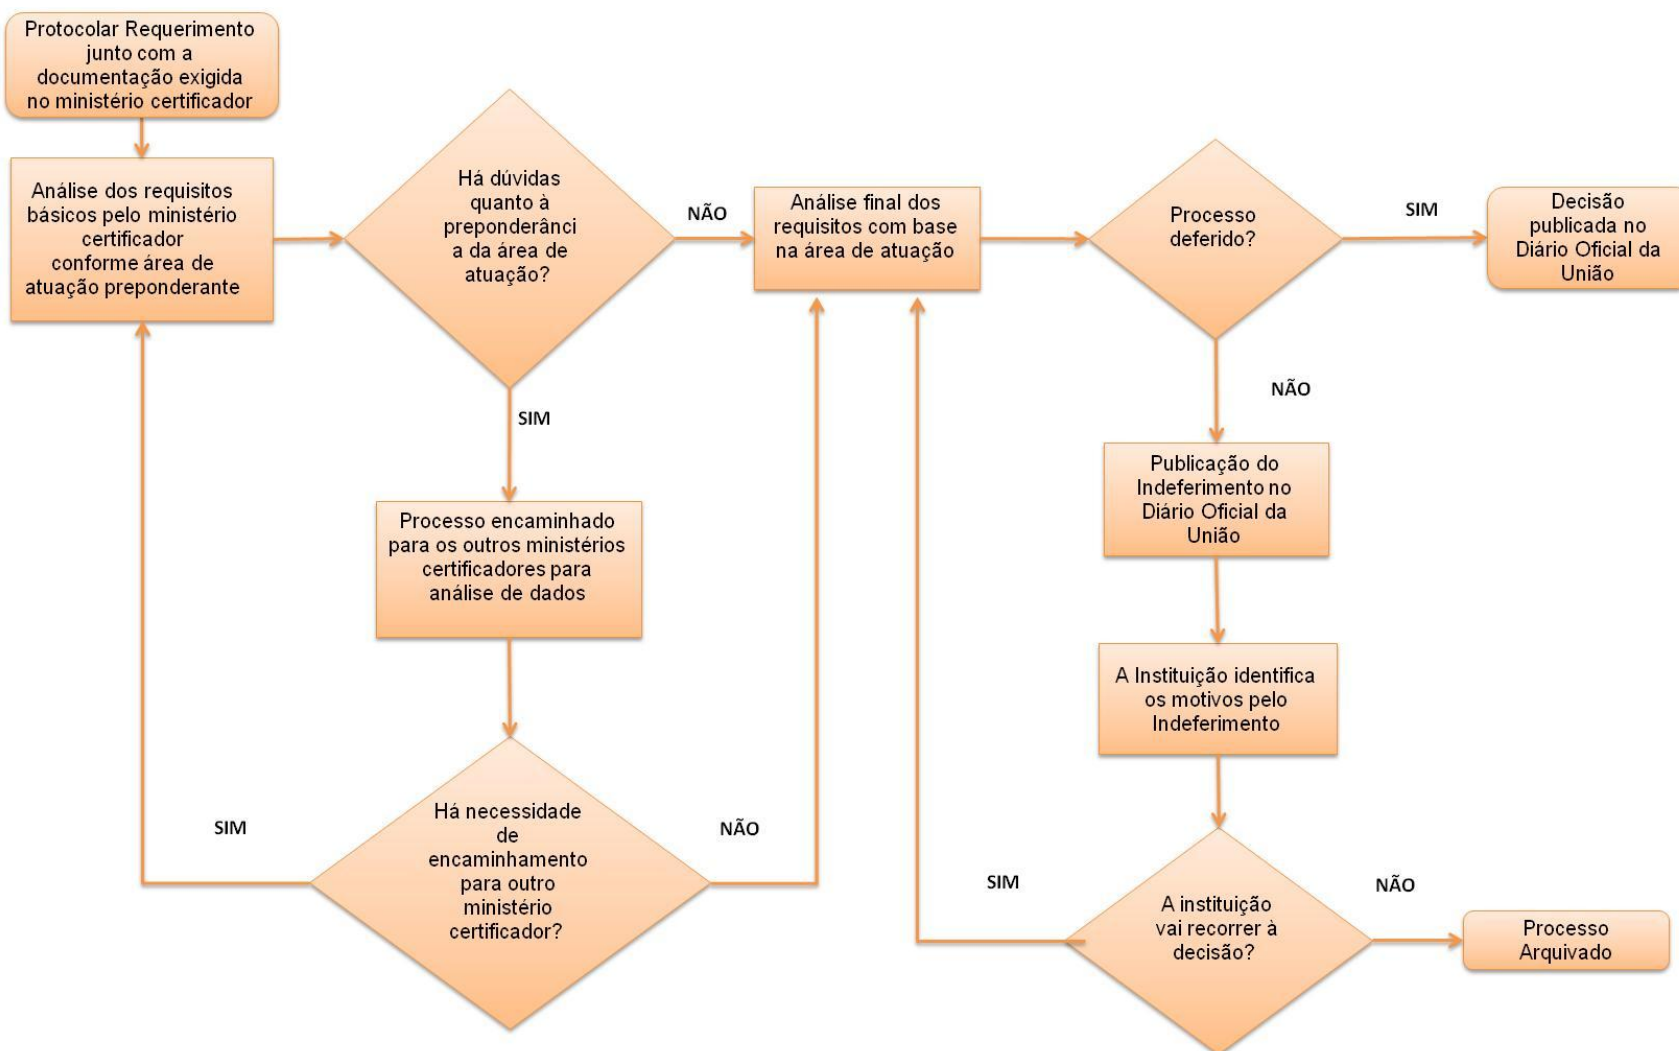 Protocolar Requerimento
junto com a
documentação exigida
no ministério certificador
Análise dos requisitos
básicos pelo ministério
certificador
conforme área de
atuação preponderante
Há dúvidas
quanto à
preponderânci
a da área de
atuação?
NÃO
SIM
Análise final dos
requisitos com base
na área de atuação
Processo
deferido?
SIM
NÃO
Decisão
publicada no
Diário Oficial da
União
Processo encaminhado
para os outros ministérios
certificadores para
análise de dados
Publicação do
Indeferimento no
Diário Oficial da
União
A Instituição identifica
os motivos pelo
Indeferimento
SIM
Há necessidade
de
encaminhamento
para outro
ministério
certificador?
NÃO
SIM
A instituição
vai recorrer à
decisão?
NÃO
Processo
Arquivado